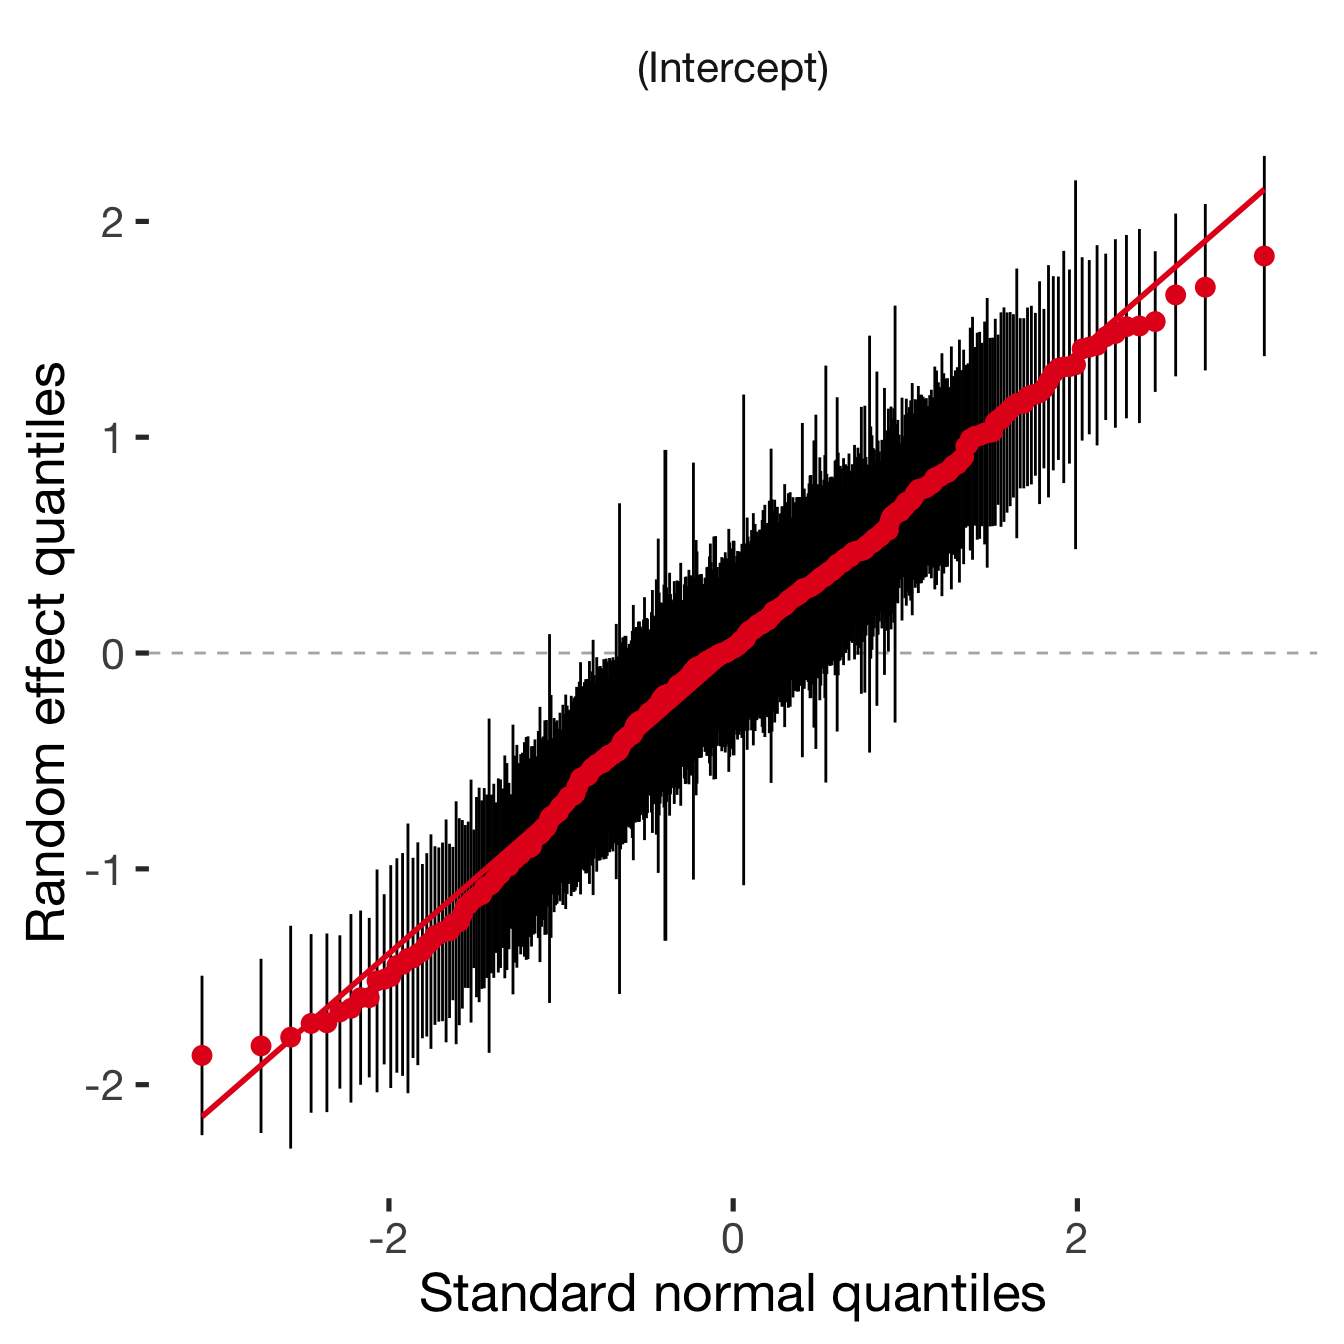 (Intercept)
2
1
0
-1
-2
Random effect quantiles
-2 0 2
Standard normal quantiles